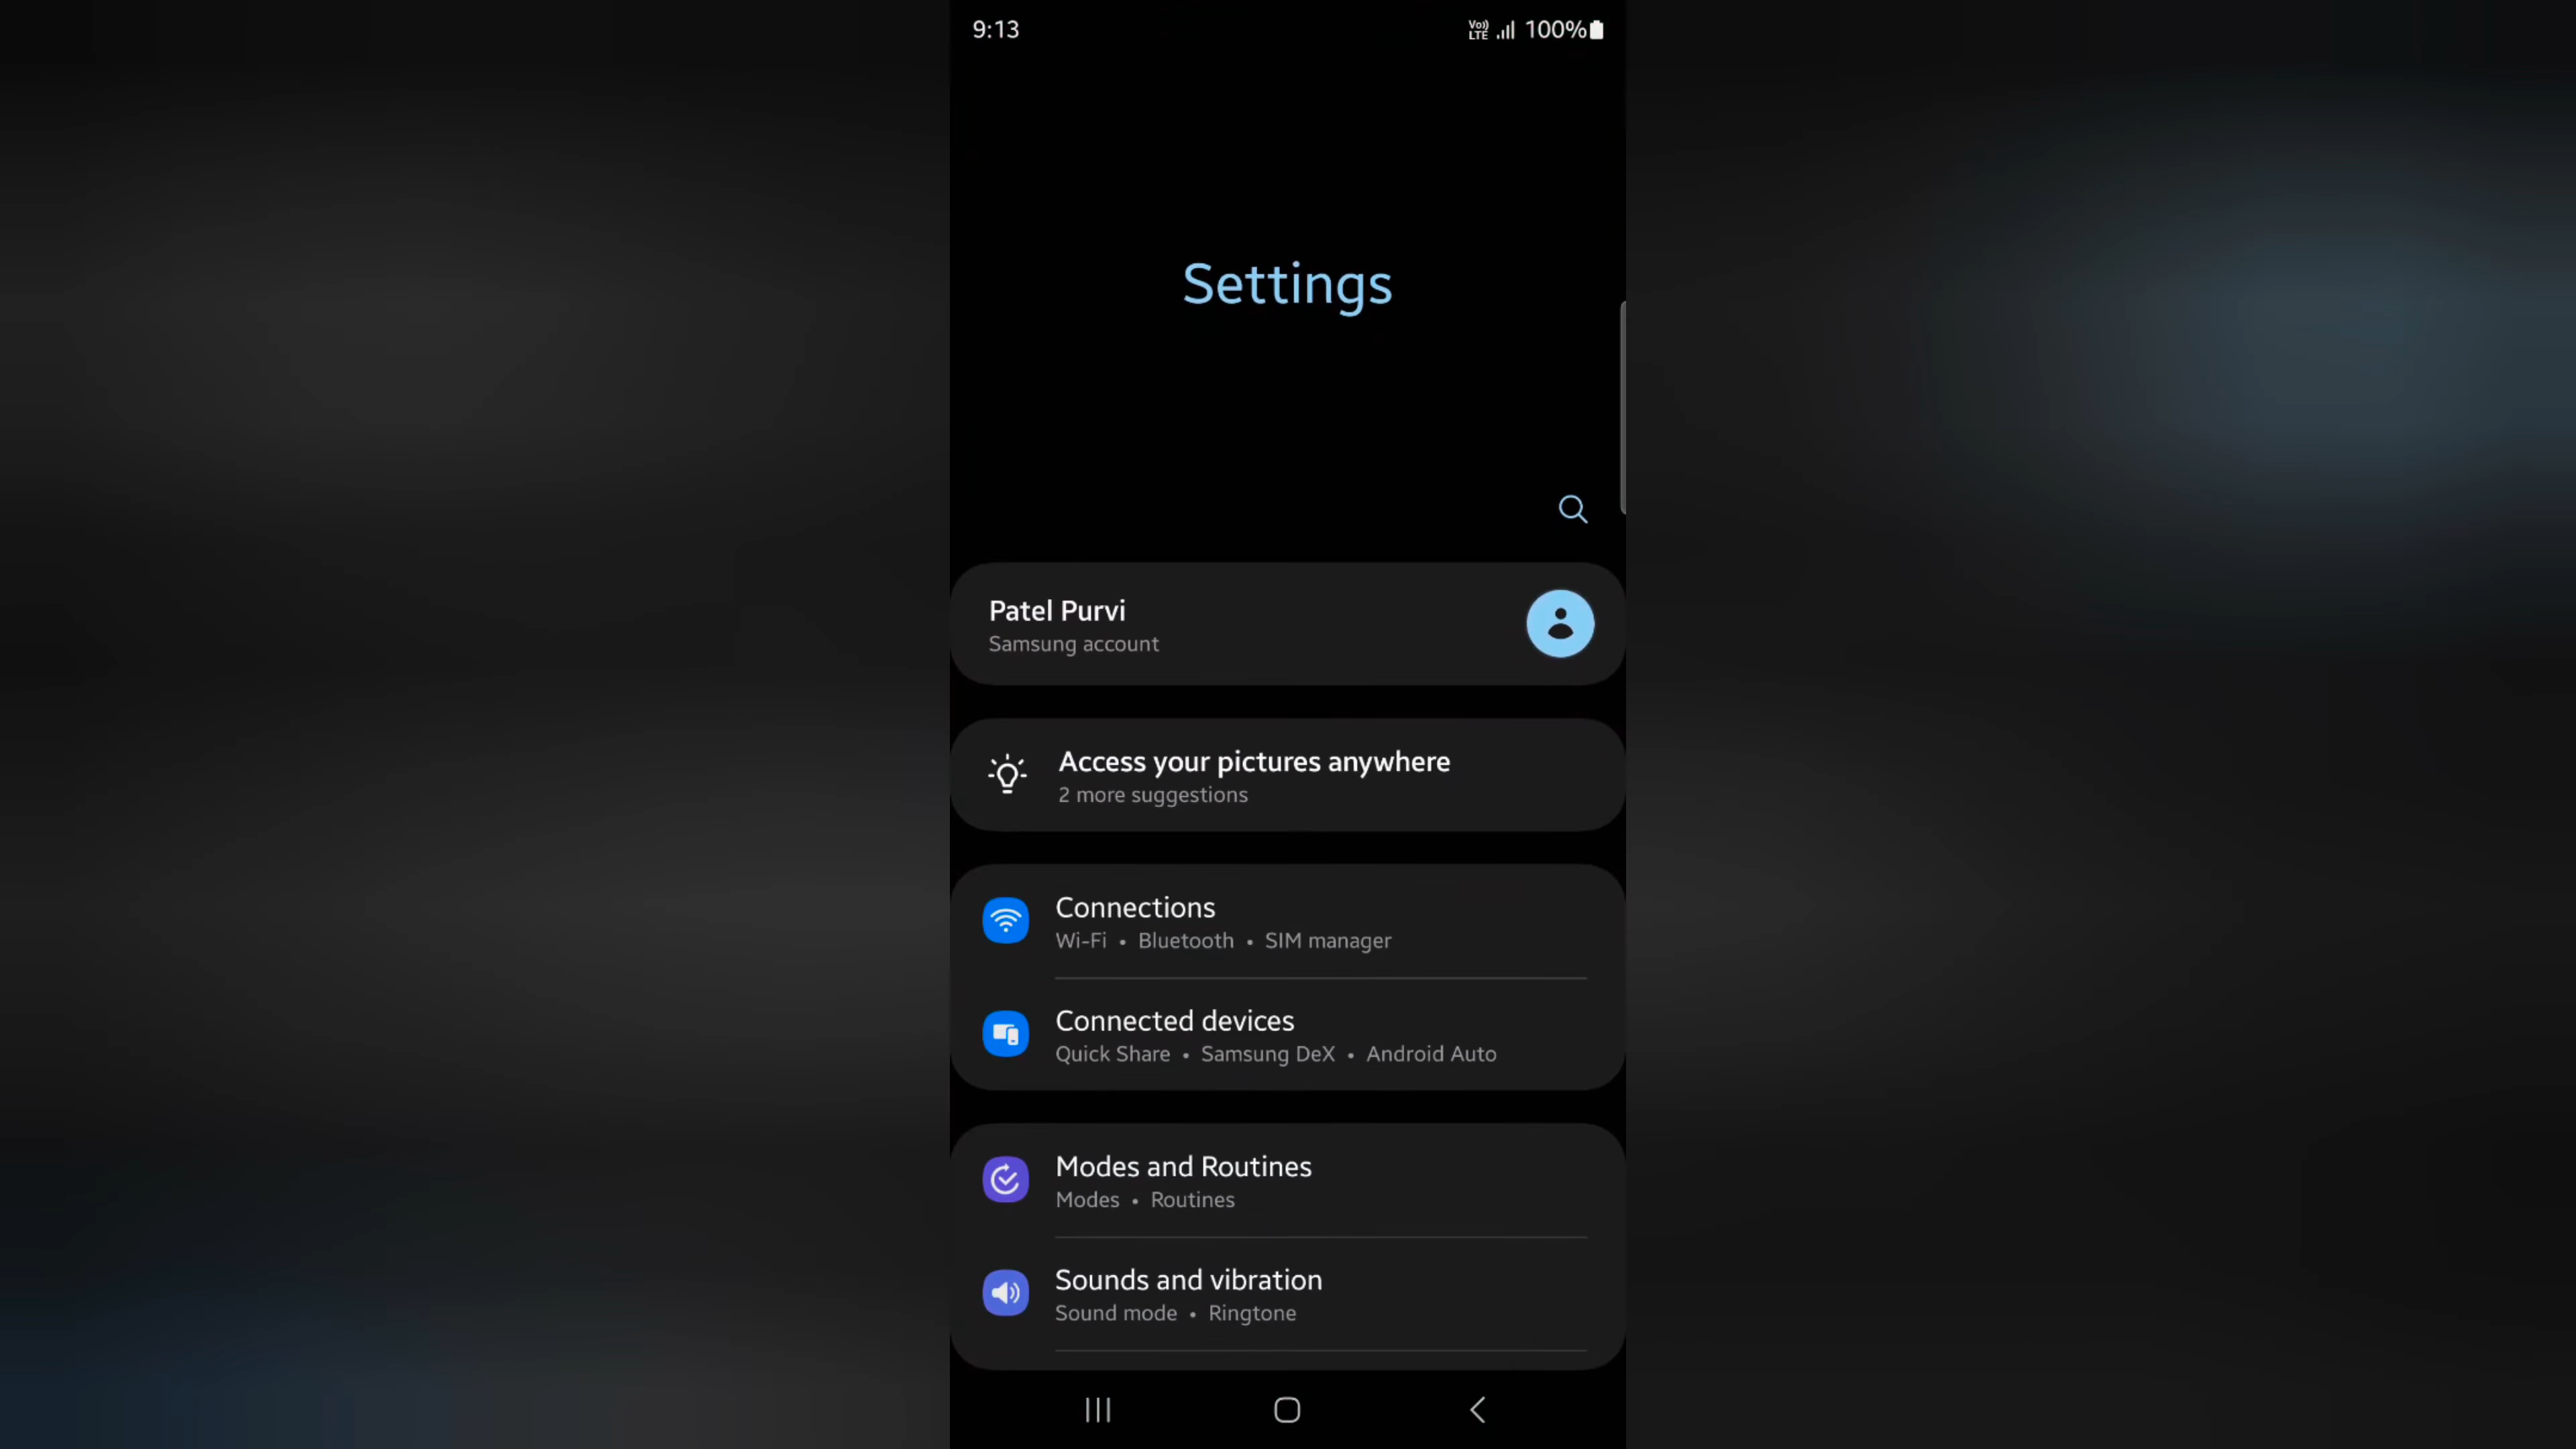 9:13
Vo)) LTE 100%
Settings
Patel Purvi
Samsung account
Access your pictures anywhere
2 more suggestions
Connections
Wi-Fi • Bluetooth • SIM manager
Connected devices
Quick Share • Samsung DeX • Android Auto
Modes and Routines
Modes • Routines
Sounds and vibration
Sound mode • Ringtone